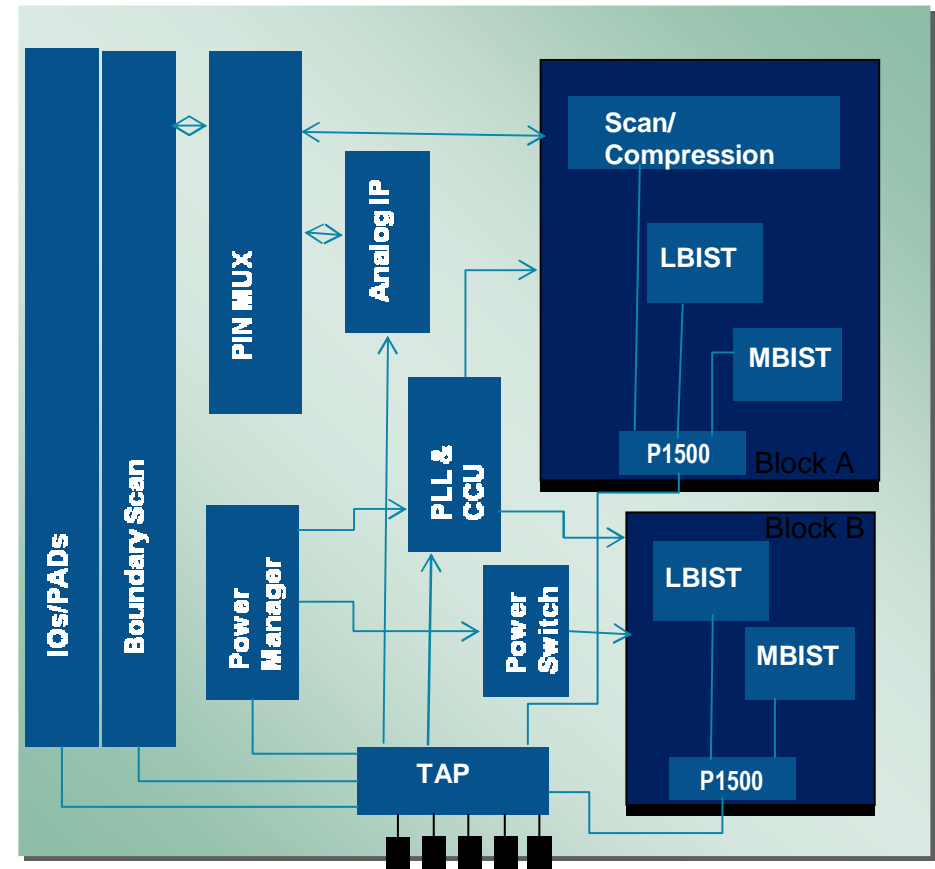 IOs/PADs
Boundary Scan
PIN MUX
Analog IP
Scan/
Compression
LBIST
MBIST
P1500
Block A
PLL &
CCU
Power
Manager
Power
Switch
Block B
LBIST
MBIST
P1500
TAP